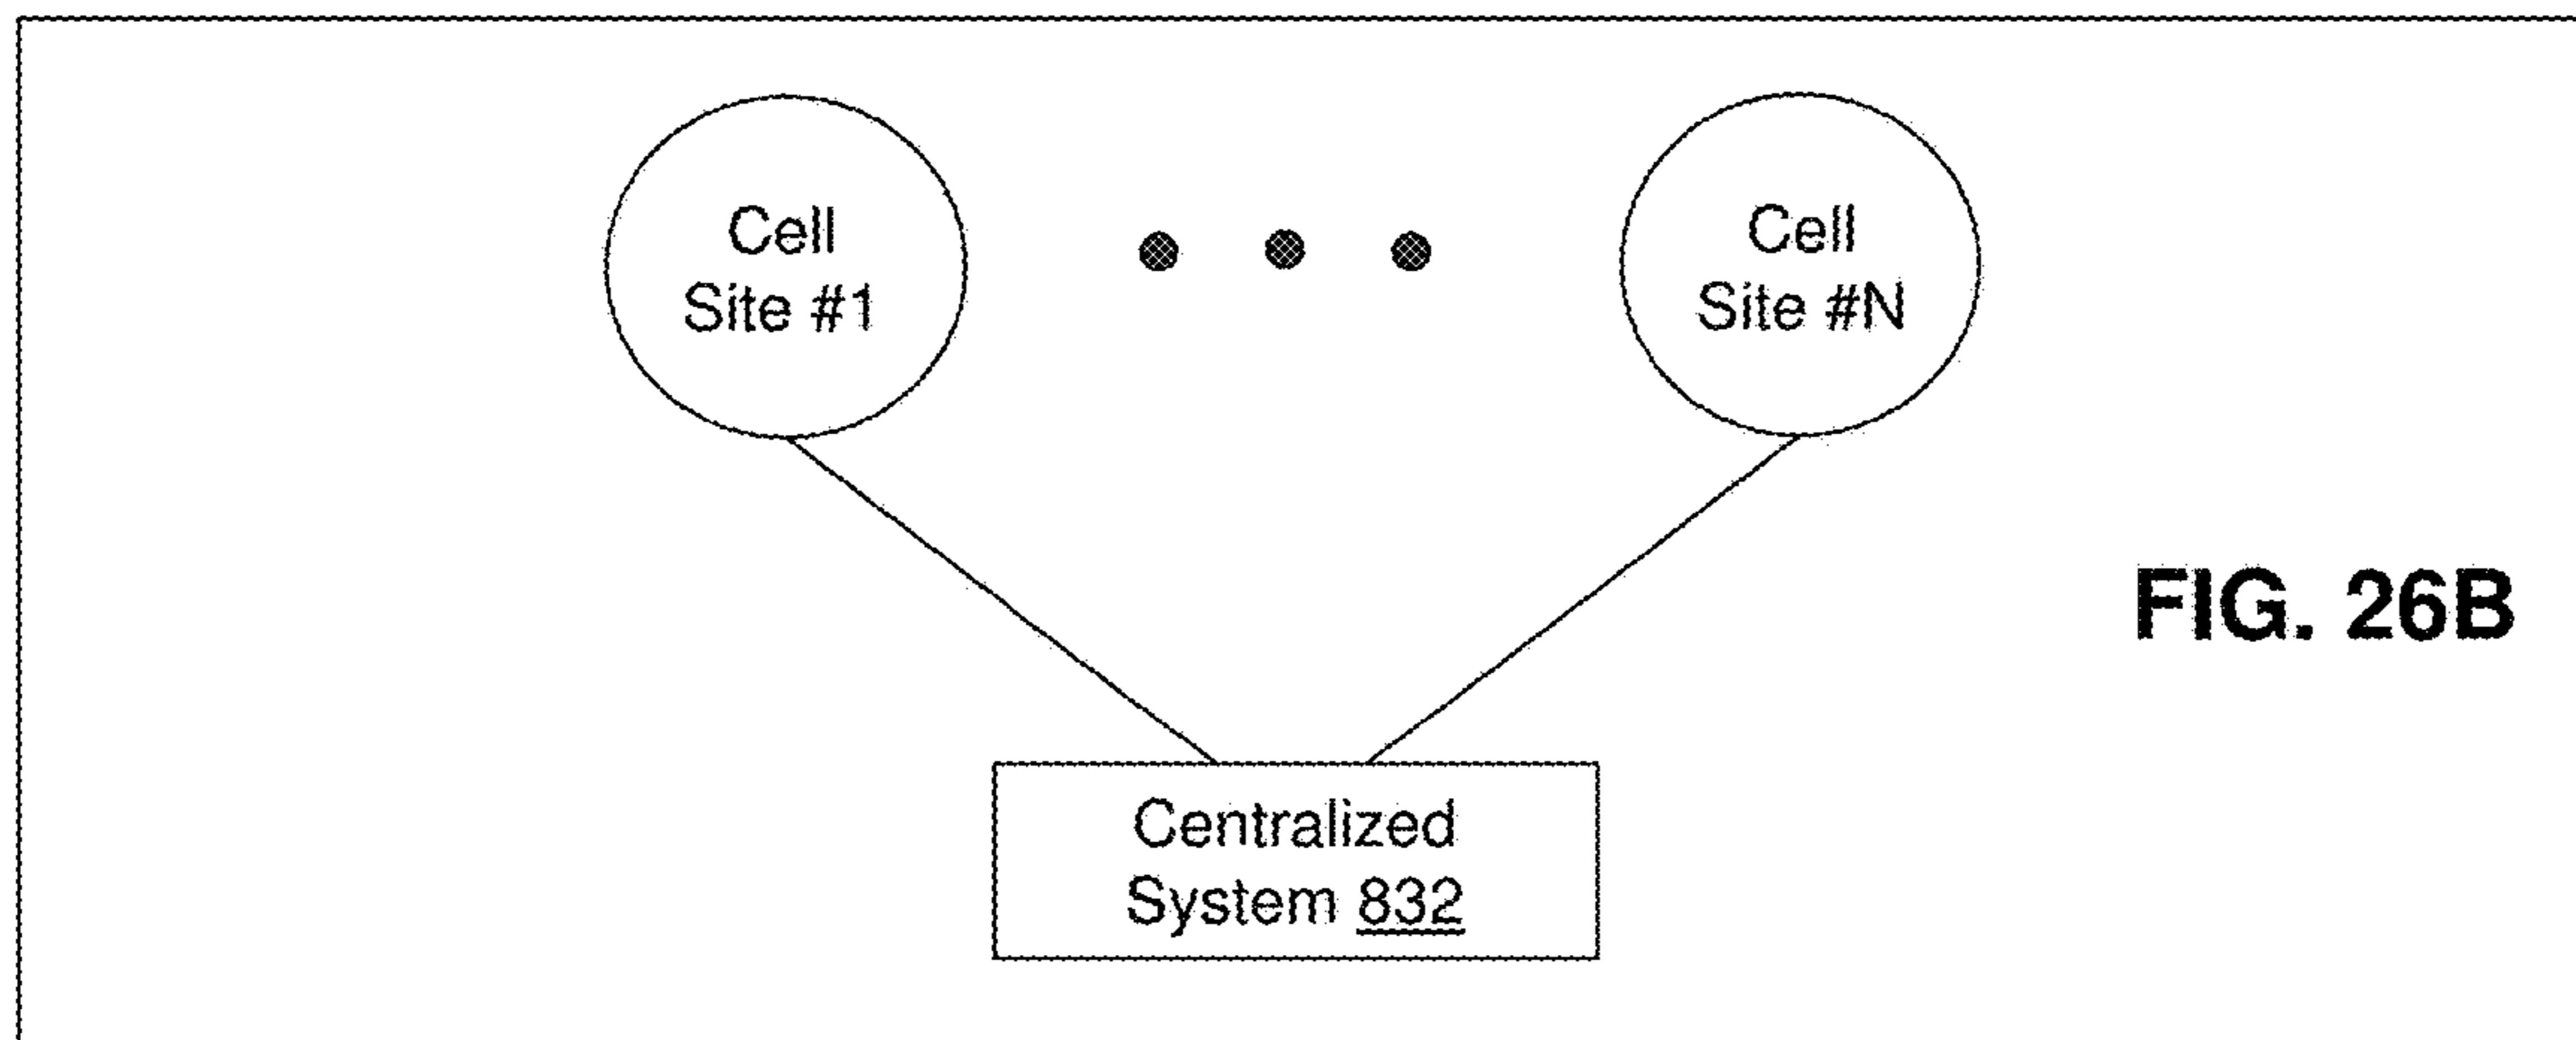 Cell
Site #1
Cell
Site #N
FIG. 26B
Centralized
System 832